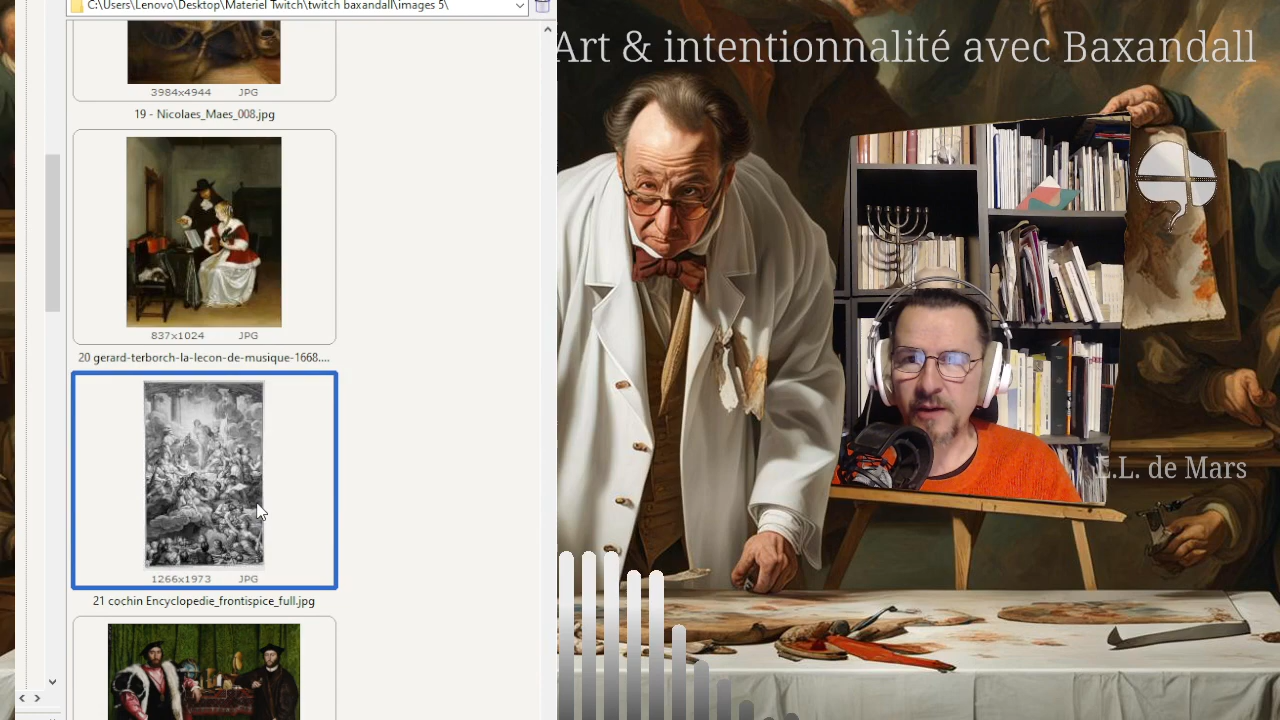 C:\Users\Lenovo\Desktop\Materiel Twitch\twitch baxandall\images 5\
3984x4944 JPG
19 - Nicolaes_Maes_008.jpg
837x1024 JPG
20 gerard-terborch-la-lecon-de-musique-1668....
1266x1973 JPG
21 cochin Encyclopedie_frontispice_full.jpg
Art & intentionnalité avec Baxandall
E.L. de Mars